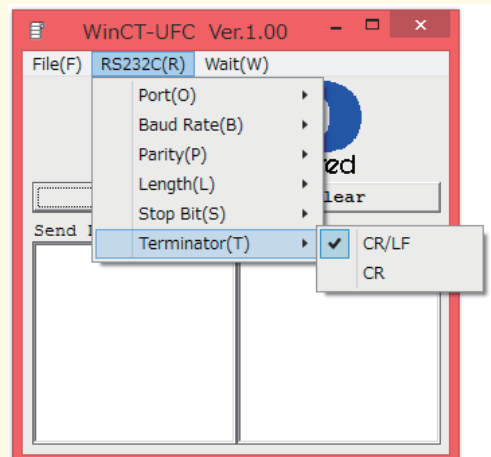 WinCT-UFC Ver.1.00
File(F) RS232C(R) Wait(W)
Port(O)
Baud Rate(B)
Parity(P)
Length(L)
Stop Bit(S)
Terminator(T)
CR/LF
CR
Send